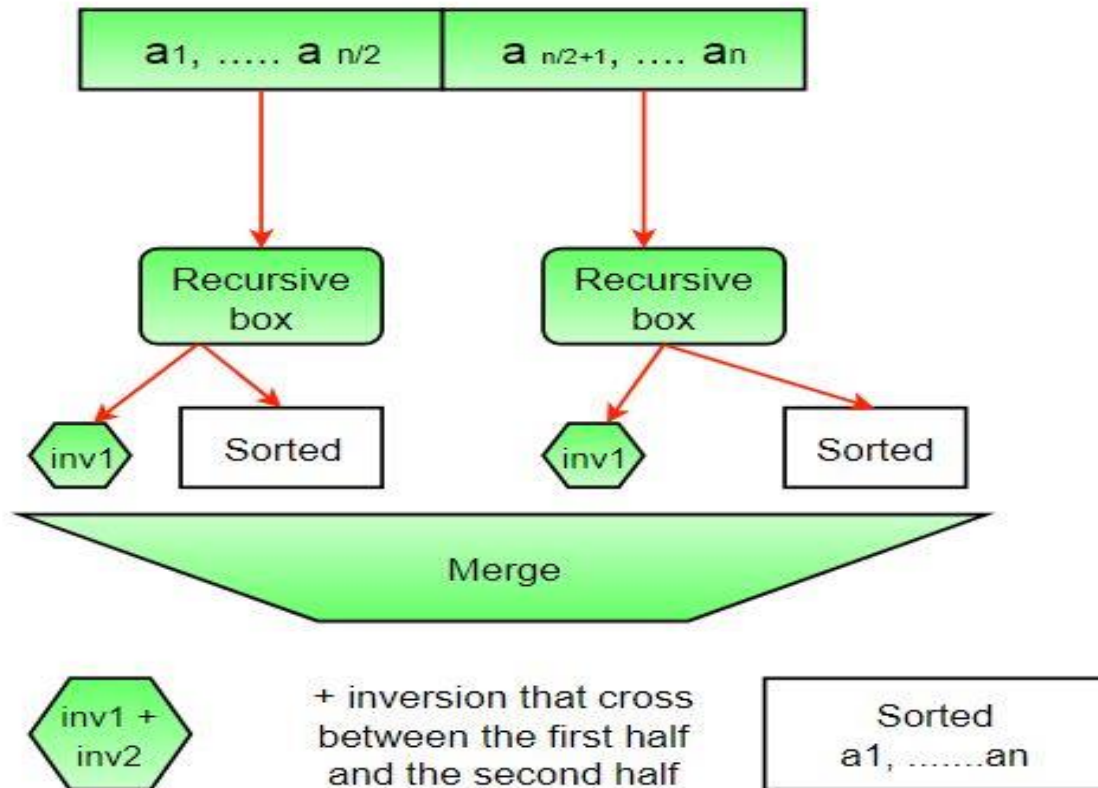 a1, ..... a n/2
a n/2+1, .... an
Recursive
box
Recursive
box
inv1
Sorted
inv1
Sorted
Merge
inv1 +
inv2
+ inversion that cross
between the first half
and the second half
Sorted
a1, .......an